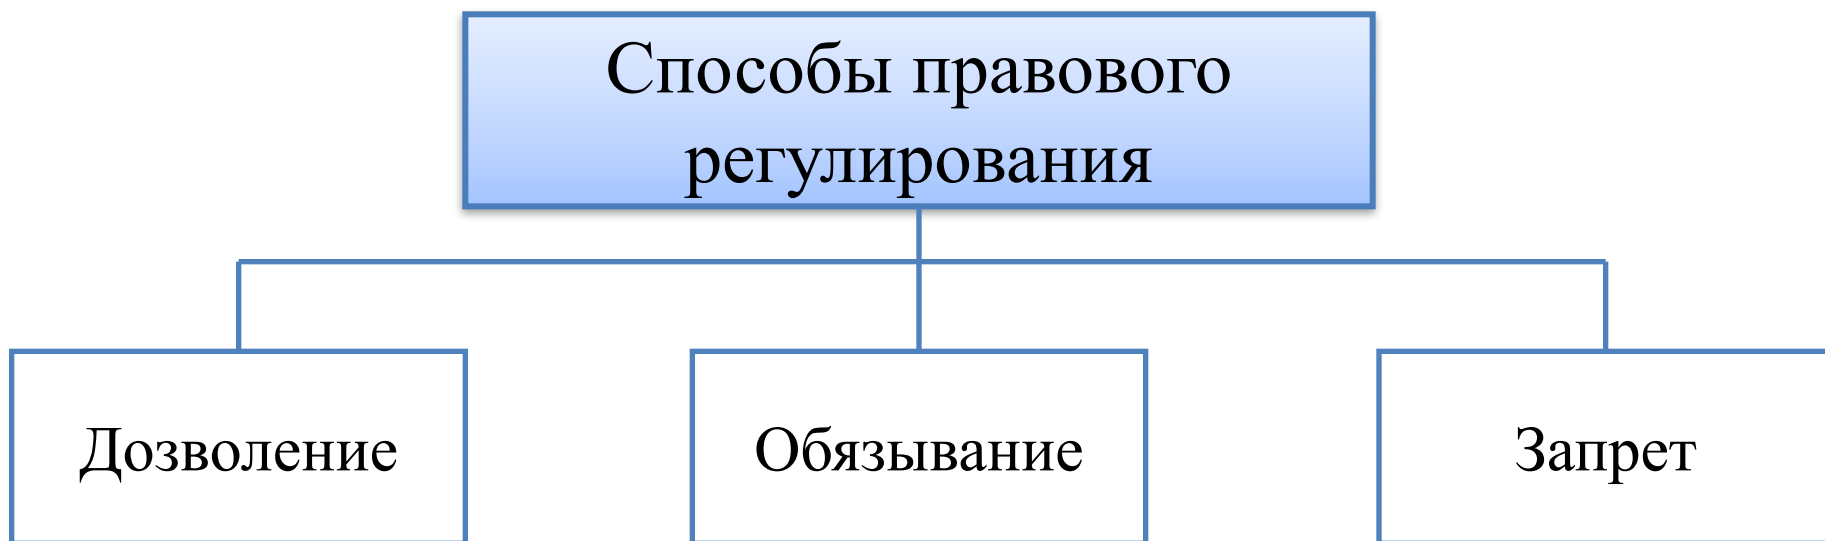 Способы правового
регулирования
Дозволение
Обязывание
Запрет